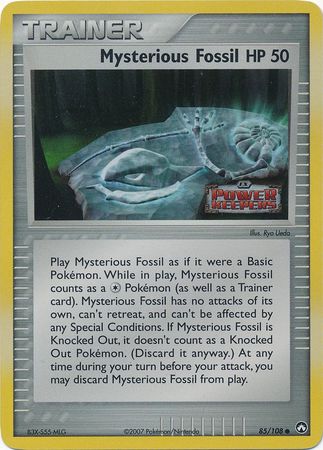 TRAINER
Mysterious Fossil HP 50
EX
POWER
KEEPERS
Illus. Ryo Ueda
Play Mysterious Fossil as if it were a Basic
Pokémon. While in play, Mysterious Fossil
counts as a Pokémon (as well as a Trainer
card). Mysterious Fossil has no attacks of its
own, can't retreat, and can't be affected by
any Special Conditions. If Mysterious Fossil is
Knocked Out, it doesn't count as a Knocked
Out Pokémon. (Discard it anyway.) At any
time during your turn before your attack, you
may discard Mysterious Fossil from play.
B3X-S55-MLG
©2007 Pokémon/Nintendo
85/108